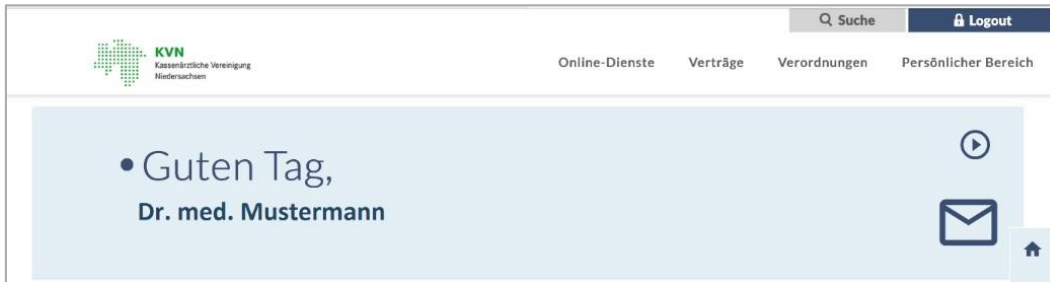 Suche
Logout
KVN
Kassenärztliche Vereinigung
Niedersachsen
Online-Dienste
Verträge
Verordnungen
Persönlicher Bereich
• Guten Tag,
Dr. med. Mustermann